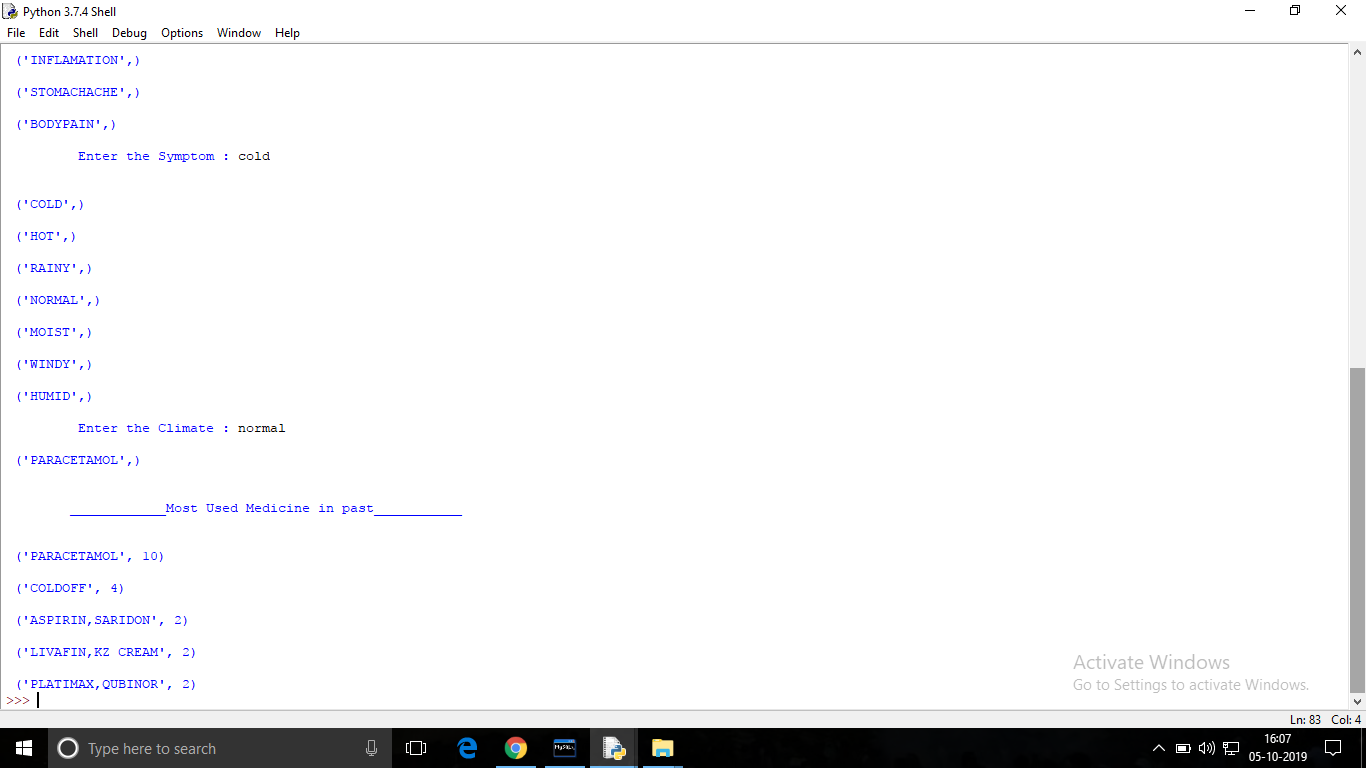 Python 3.7.4 Shell
File Edit Shell Debug Options Window Help
('INFLAMATION',)
('STOMACHACHE',)
('BODYPAIN',)
Enter the Symptom : cold
('COLD',)
('HOT',)
('RAINY',)
('NORMAL',)
('MOIST',)
('WINDY',)
('HUMID',)
Enter the Climate : normal
('PARACETAMOL',)
____________Most Used Medicine in past___________
('PARACETAMOL', 10)
('COLDOFF', 4)
('ASPIRIN,SARIDON', 2)
('LIVAFIN,KZ CREAM', 2)
('PLATIMAX,QUBINOR', 2)
>>>
Activate Windows
Go to Settings to activate Windows.
Ln: 83 Col: 4
Type here to search
MySQL
16:07
05-10-2019